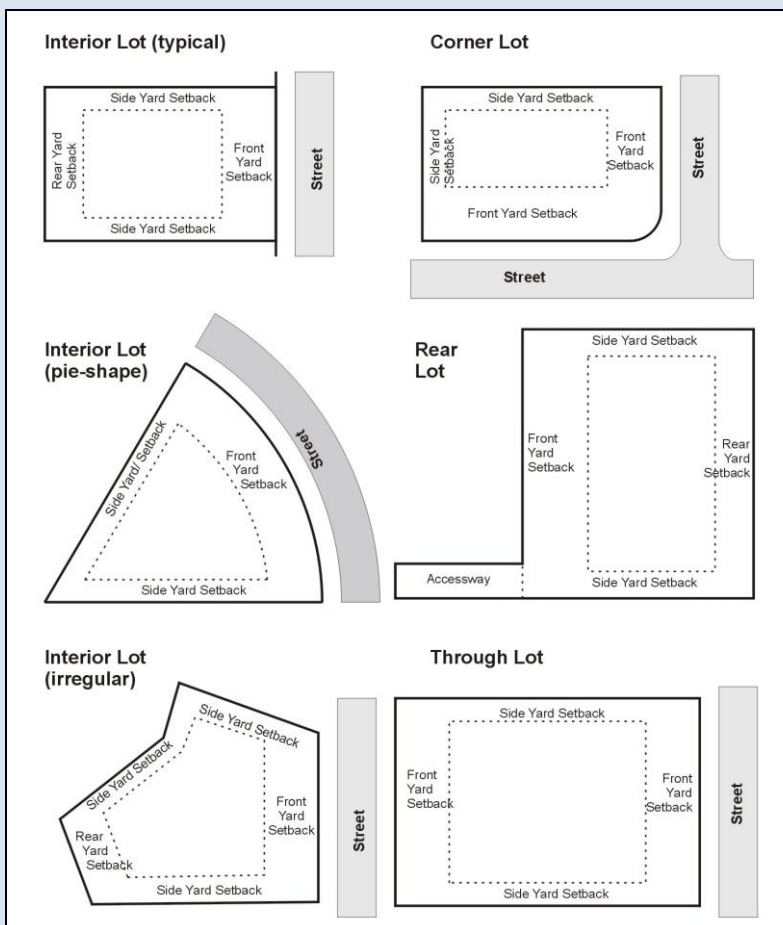 Interior Lot (typical)
Side Yard Setback
Rear Yard
Setback
Front
Yard
Setback
Side Yard Setback
Street
Corner Lot
Side Yard Setback
Side Yard
Setback
Front
Yard
Setback
Front Yard Setback
Street
Street
Interior Lot
(pie-shape)
Side Yard/ Setback
Front
Yard
Setback
Side Yard Setback
Street
Rear
Lot
Side Yard Setback
Front
Yard
Setback
Rear
Yard
Setback
Accessway
Side Yard Setback
Interior Lot
(irregular)
Side Yard Setback
Side Yard Setback
Rear
Yard
Setback
Front
Yard
Setback
Side Yard Setback
Street
Through Lot
Side Yard Setback
Front
Yard
Setback
Front
Yard
Setback
Side Yard Setback
Street